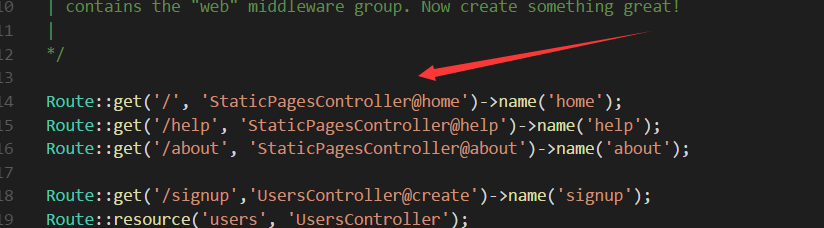 10 | contains the "web" middleware group. Now create something great!
11 |
12 */
13
14 Route::get('/', 'StaticPagesController@home')->name('home');
15 Route::get('/help', 'StaticPagesController@help')->name('help');
16 Route::get('/about', 'StaticPagesController@about')->name('about');
17
18 Route::get('/signup','UsersController@create')->name('signup');
19 Route::resource('users', 'UsersController');